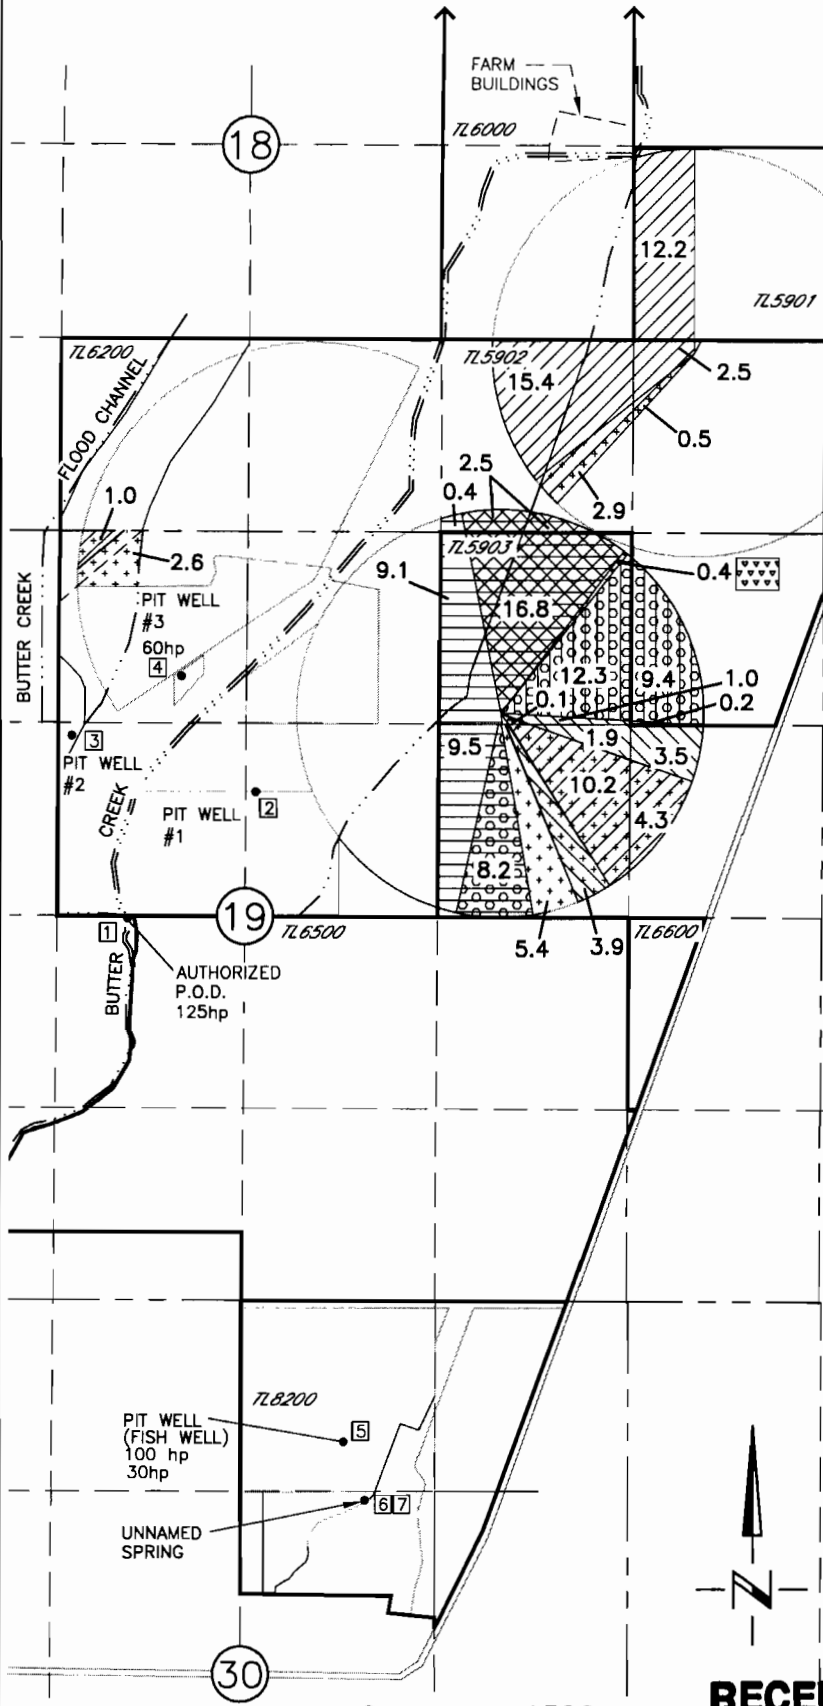 FARM
BUILDINGS
TL6000
18
12.2
TL5901
TL6200
TL5902
FLOOD CHANNEL
15.4
2.5
0.5
2.5
0.4
2.9
1.0
2.6
TL5903
9.1
0.4
16.8
BUTTER CREEK
PIT WELL
#3
60hp
4
12.3
9.4
1.0
0.1
0.2
3
PIT WELL
#2
9.5
1.9
3.5
10.2
4.3
CREEK
2
PIT WELL
#1
8.2
19
1
TL6500
TL6600
5.4
3.9
BUTTER
AUTHORIZED
P.O.D.
125hp
TL8200
PIT WELL
(FISH WELL)
100 hp
30hp
5
6 7
UNNAMED
SPRING
N
30